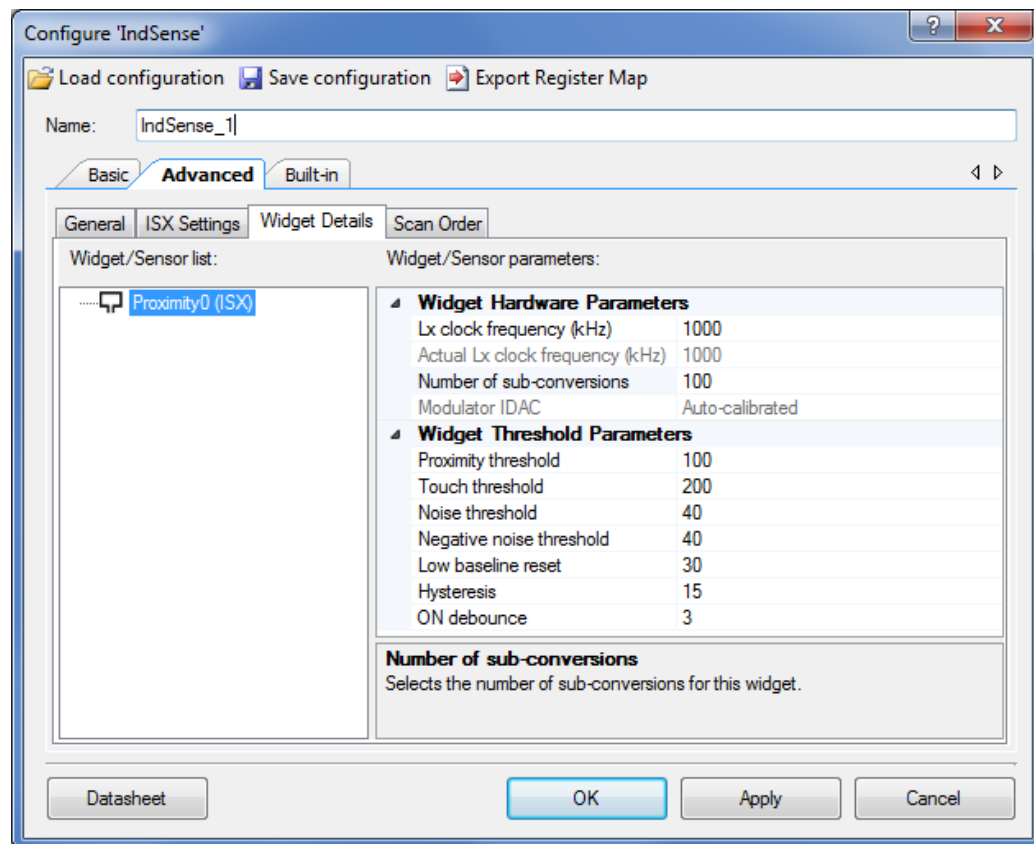 Configure 'IndSense'
? X
Load configuration Save configuration Export Register Map
Name: IndSense_1
Basic Advanced Built-in
General ISX Settings Widget Details Scan Order
Widget/Sensor list: Widget/Sensor parameters:
Proximity0 (ISX)
Widget Hardware Parameters
Lx clock frequency (kHz) 1000
Actual Lx clock frequency (kHz) 1000
Number of sub-conversions 100
Modulator IDAC Auto-calibrated
Widget Threshold Parameters
Proximity threshold 100
Touch threshold 200
Noise threshold 40
Negative noise threshold 40
Low baseline reset 30
Hysteresis 15
ON debounce 3
Number of sub-conversions
Selects the number of sub-conversions for this widget.
Datasheet OK Apply Cancel